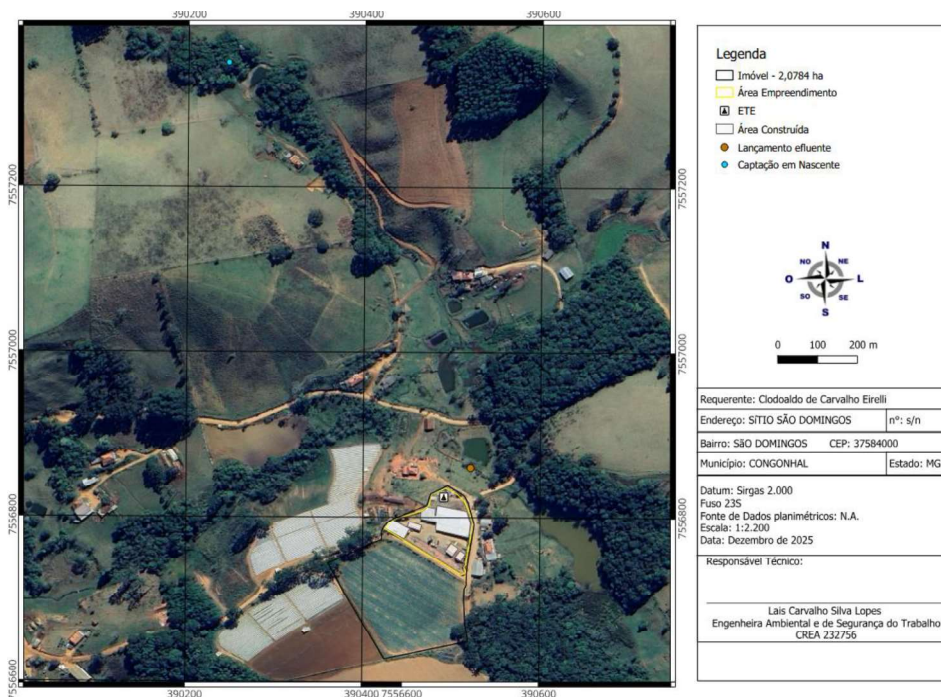 390200 390400 390600
Legenda
Imóvel - 2,0784 ha
Área Empreendimento
ETE
Área Construída
Lançamento efluente
Captação em Nascente
7557200 7557200
N
NO NE
O L
SO SE
S
0 100 200 m
7557000 7557000
Requerente: Clodoaldo de Carvalho Eirelli
Endereço: SÍTIO SÃO DOMINGOS nº: s/n
Bairro: SãO DOMINGOS CEP: 37584000
Município: CONGONHAL Estado: MG
7556800 7556800
Datum: Sirgas 2.000
Fuso 23S
Fonte de Dados planimétricos: N.A.
Escala: 1:2.200
Data: Dezembro de 2025
Responsável Técnico:
Lais Carvalho Silva Lopes
Engenheira Ambiental e de Segurança do Trabalho
CREA 232756
7556600
390200 390400 7556600 390600